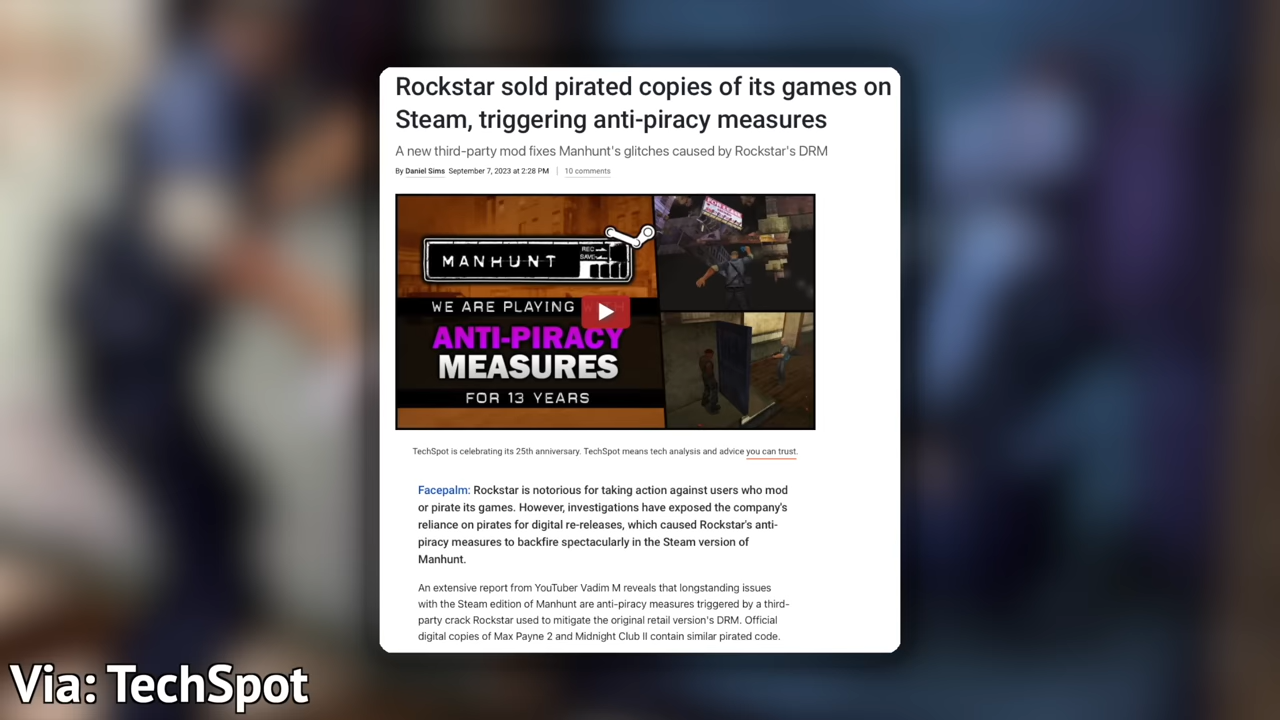 Rockstar sold pirated copies of its games on
Steam, triggering anti-piracy measures
A new third-party mod fixes Manhunt's glitches caused by Rockstar's DRM
By Daniel Sims September 7, 2023 at 2:28 PM | 10 comments
MANHUNT
REC
SAVE
WE ARE PLAYING
ANTI-PIRACY
MEASURES
FOR 13 YEARS
TechSpot is celebrating its 25th anniversary. TechSpot means tech analysis and advice you can trust.
Facepalm: Rockstar is notorious for taking action against users who mod
or pirate its games. However, investigations have exposed the company's
reliance on pirates for digital re-releases, which caused Rockstar's anti-
piracy measures to backfire spectacularly in the Steam version of
Manhunt.
An extensive report from YouTuber Vadim M reveals that longstanding issues
with the Steam edition of Manhunt are anti-piracy measures triggered by a third-
party crack Rockstar used to mitigate the original retail version's DRM. Official
digital copies of Max Payne 2 and Midnight Club II contain similar pirated code.
Via: TechSpot